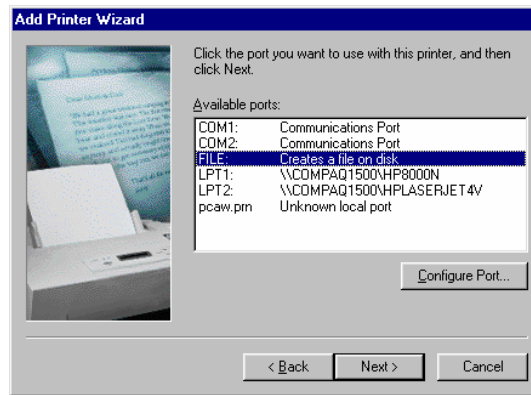 Add Printer Wizard
Click the port you want to use with this printer, and then
click Next.
Available ports:
COM1: Communications Port
COM2: Communications Port
FILE: Creates a file on disk
LPT1: \\COMPAQ1500\HP8000N
LPT2: \\COMPAQ1500\HPLASERJET4V
pcaw.prn Unknown local port
Configure Port...
< Back Next > Cancel